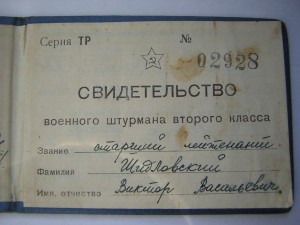 Серия ТР № 02928
СВИДЕТЕЛЬСТВО
военного штурмана второго класса
Звание старший лейтенант
Фамилия Шидловский
Имя, отчество Виктор Васильевич